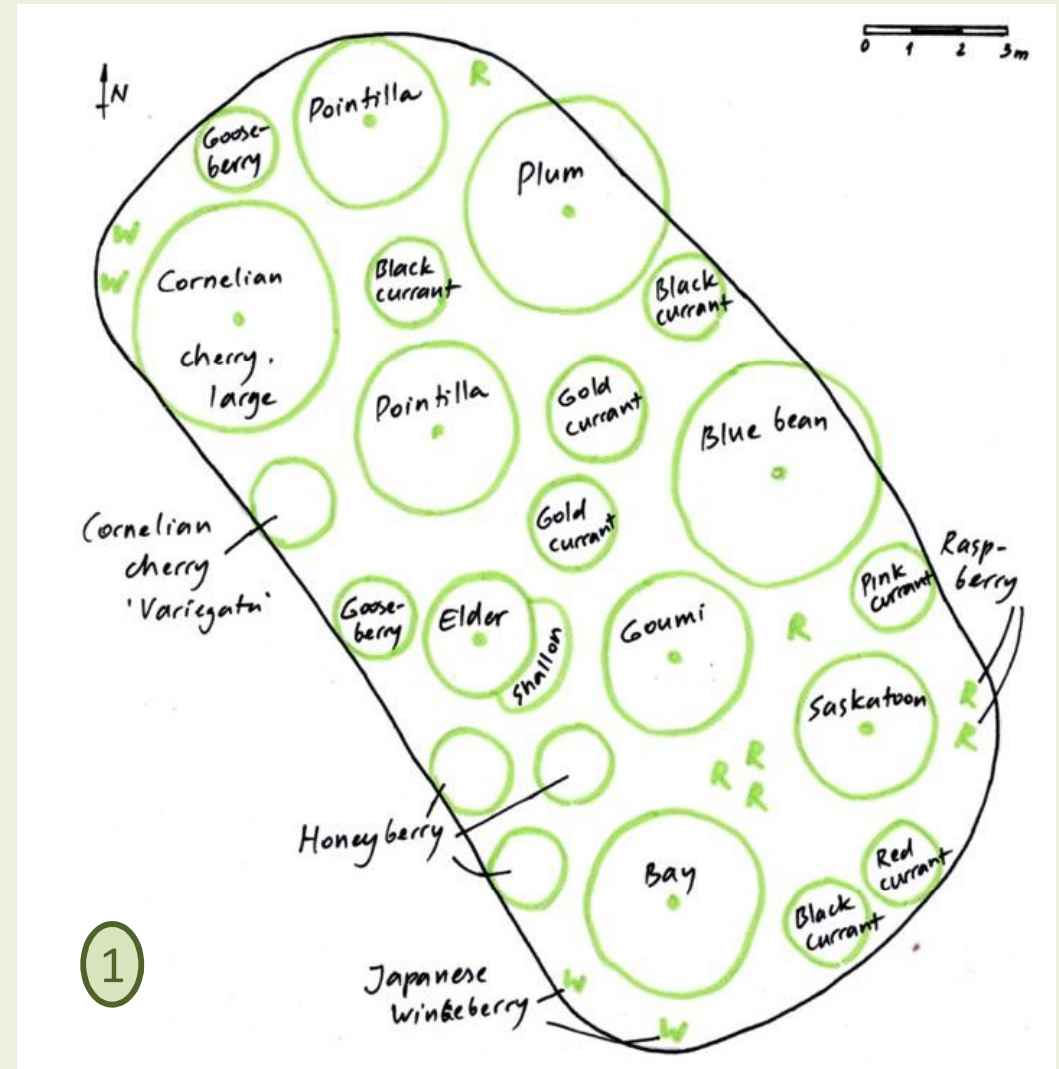 0 1 2 3m
N
R
Pointilla
Goose-
berry
Plum
W
W
Cornelian
cherry.
large
Black
currant
Black
currant
Pointilla
Gold
currant
Blue bean
Gold
currant
Cornelian
cherry
'Variegata'
Rasp-
berry
Pink
currant
Goose-
berry
Elder
Shallon
Goumi
R
Saskatoon
R
R
R
R
R
Honeyberry
Bay
Red
currant
Black
currant
Japanese
Wineberry
W
W
1